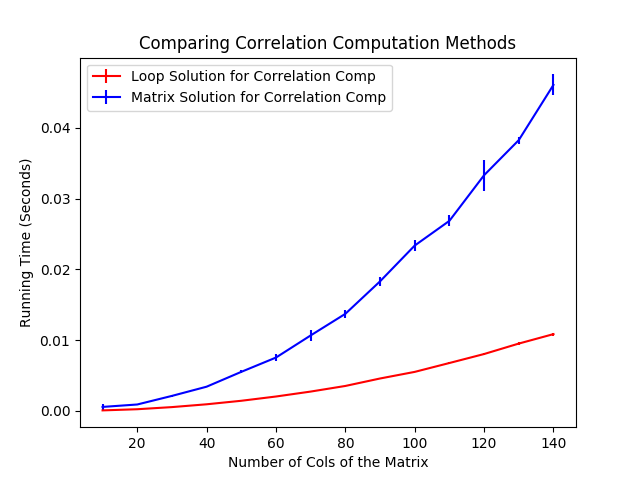 Comparing Correlation Computation Methods
Loop Solution for Correlation Comp
Matrix Solution for Correlation Comp
Running Time (Seconds)
0.04
0.03
0.02
0.01
0.00
20 40 60 80 100 120 140
Number of Cols of the Matrix